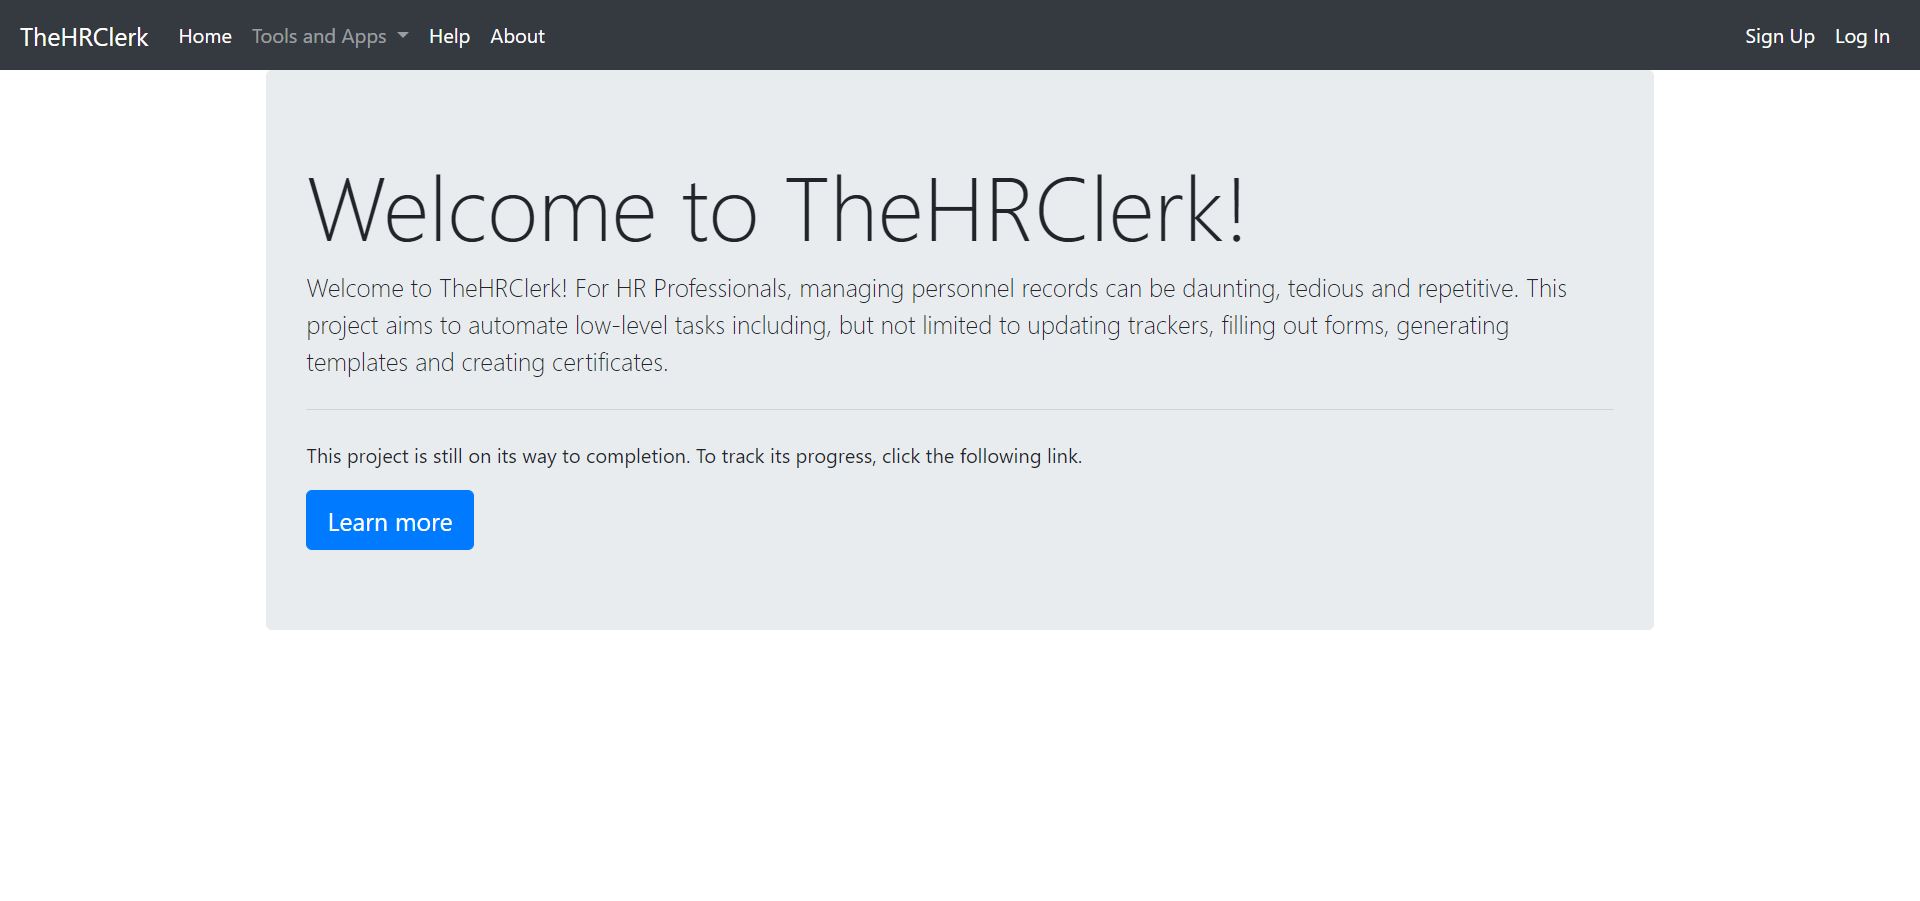 TheHRClerk Home Tools and Apps Help About Sign Up Log In
Welcome to TheHRClerk!
Welcome to TheHRClerk! For HR Professionals, managing personnel records can be daunting, tedious and repetitive. This
project aims to automate low-level tasks including, but not limited to updating trackers, filling out forms, generating
templates and creating certificates.
This project is still on its way to completion. To track its progress, click the following link.
Learn more